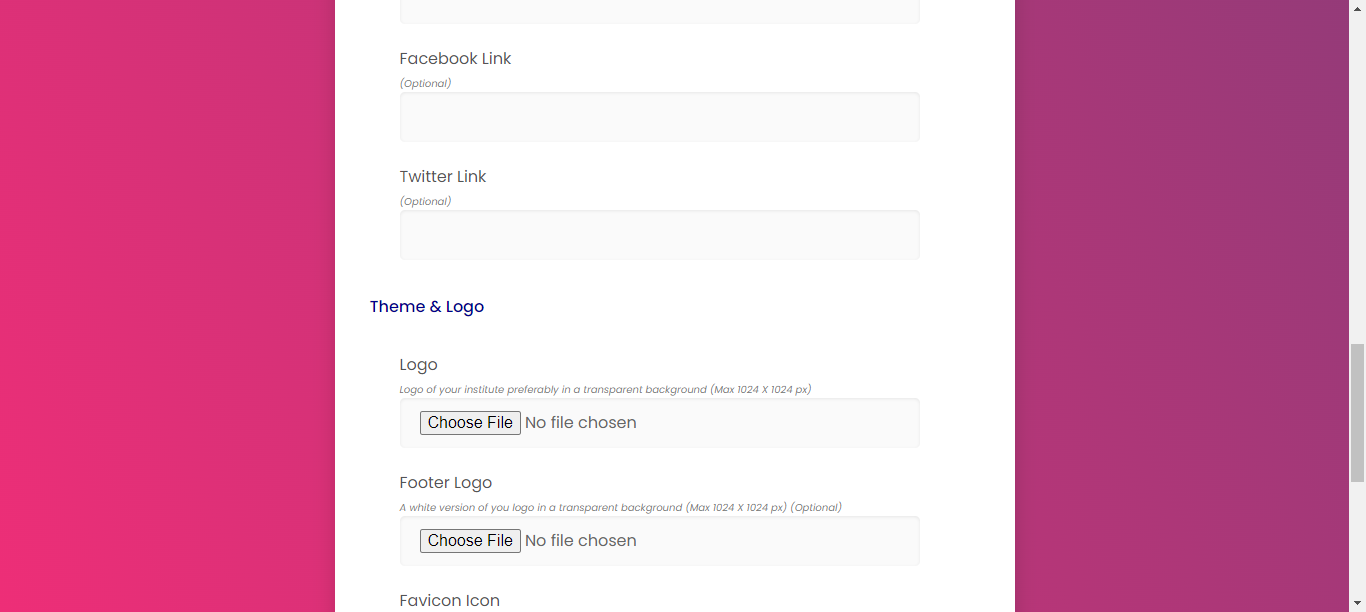 Facebook Link
(Optional)
Twitter Link
(Optional)
Theme & Logo
Logo
Logo of your institute preferably in a transparent background (Max 1024 X 1024 px)
Choose File No file chosen
Footer Logo
A white version of you logo in a transparent background (Max 1024 X 1024 px) (Optional)
Choose File No file chosen
Favicon Icon